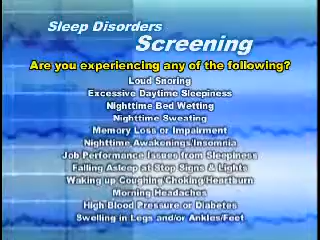 Sleep Disorders
Screening
Are you experiencing any of the following?
Loud Snoring
Excessive Daytime Sleepiness
Nighttime Bed Wetting
Nighttime Sweating
Memory Loss or Impairment
Nighttime Awakenings/Insomnia
Job Performance Issues from Sleepiness
Falling Asleep at Stop Signs & Lights
Waking up Coughing/Choking/Heartburn
Morning Headaches
High Blood Pressure or Diabetes
Swelling in Legs and/or Ankles/Feet